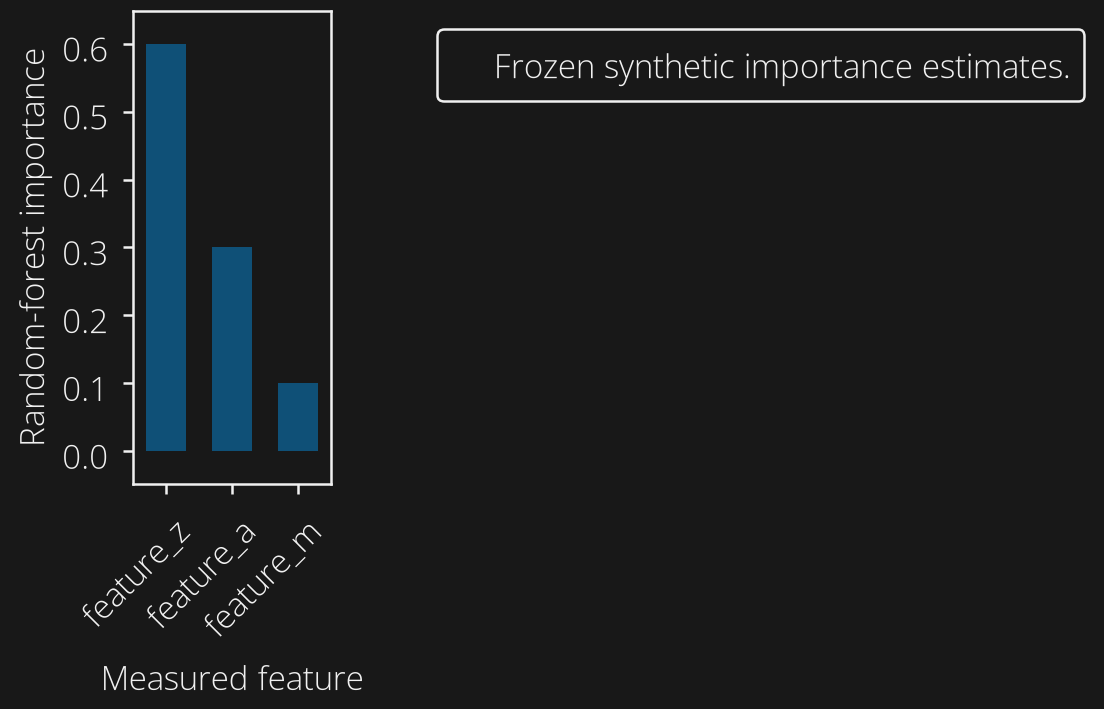 Random-forest importance
0.6
0.5
0.4
0.3
0.2
0.1
0.0
feature_z
feature_a
feature_m
Measured feature
Frozen synthetic importance estimates.